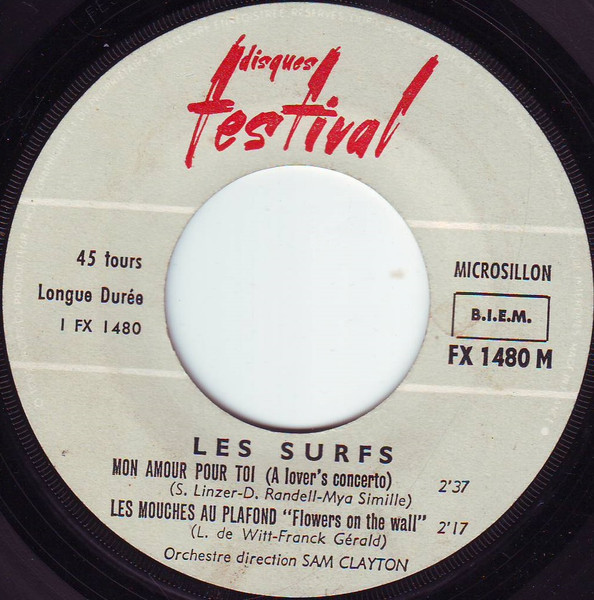 disques
festival
45 tours
Longue Durée
1 FX 1480
MICROSILLON
B.I.E.M.
FX 1480 M
LES SURFS
MON AMOUR POUR TOI (A lover's concerto) 2'37
(S. Linzer-D. Randell-Mya Simille)
LES MOUCHES AU PLAFOND "Flowers on the wall" 2'17
(L. de Witt-Franck Gérald)
Orchestre direction SAM CLAYTON